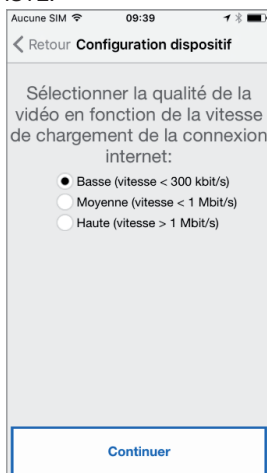 Aucune SIM 09:39
Retour Configuration dispositif
Sélectionner la qualité de la
vidéo en fonction de la vitesse
de chargement de la connexion
internet:
Basse (vitesse < 300 kbit/s)
Moyenne (vitesse < 1 Mbit/s)
Haute (vitesse > 1 Mbit/s)
Continuer